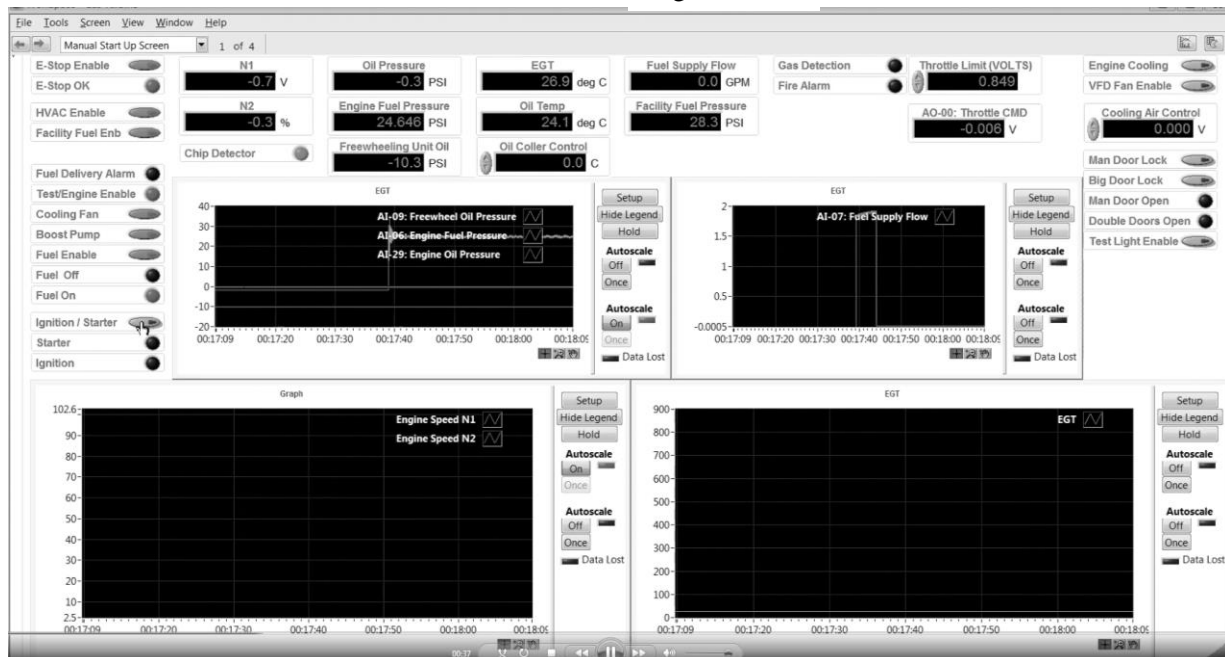 File Tools Screen View Window Help
Manual Start Up Screen 1 of 4
E-Stop Enable
E-Stop OK
HVAC Enable
Facility Fuel Enb
Fuel Delivery Alarm
Test/Engine Enable
Cooling Fan
Boost Pump
Fuel Enable
Fuel Off
Fuel On
Ignition / Starter
Starter
Ignition
N1
-0.7 V
N2
-0.3 %
Chip Detector
Oil Pressure
-0.3 PSI
Engine Fuel Pressure
24.646 PSI
Freewheeling Unit Oil
-10.3 PSI
EGT
26.9 deg C
Oil Temp
24.1 deg C
Oil Coller Control
0.0 C
Fuel Supply Flow
0.0 GPM
Facility Fuel Pressure
28.3 PSI
Gas Detection
Fire Alarm
Throttle Limit (VOLTS)
0.849
AO-00: Throttle CMD
-0.006 V
Engine Cooling
VFD Fan Enable
Cooling Air Control
0.000 V
Man Door Lock
Big Door Lock
Man Door Open
Double Doors Open
Test Light Enable
EGT
AI-09: Freewheel Oil Pressure
AI-06: Engine Fuel Pressure
AI-29: Engine Oil Pressure
40
30
20
10
0
-10
-20
00:17:09 00:17:20 00:17:30 00:17:40 00:17:50 00:18:00 00:18:09
Setup
Hide Legend
Hold
Autoscale
Off
Once
Autoscale
On
Once
Data Lost
EGT
AI-07: Fuel Supply Flow
2
1.5
1
0.5
-0.0005
00:17:09 00:17:20 00:17:30 00:17:40 00:17:50 00:18:00 00:18:09
Setup
Hide Legend
Hold
Autoscale
Off
Once
Autoscale
Off
Once
Data Lost
Graph
Engine Speed N1
Engine Speed N2
102.6
90
80
70
60
50
40
30
20
10
2.5
00:17:09 00:17:20 00:17:30 00:17:40 00:17:50 00:18:00 00:18:09
Setup
Hide Legend
Hold
Autoscale
On
Once
Autoscale
Off
Once
Data Lost
EGT
EGT
900
800
700
600
500
400
300
200
100
0
00:17:09 00:17:20 00:17:30 00:17:40 00:17:50 00:18:00 00:18:09
Setup
Hide Legend
Hold
Autoscale
Off
Once
Autoscale
Off
Once
Data Lost
00:37